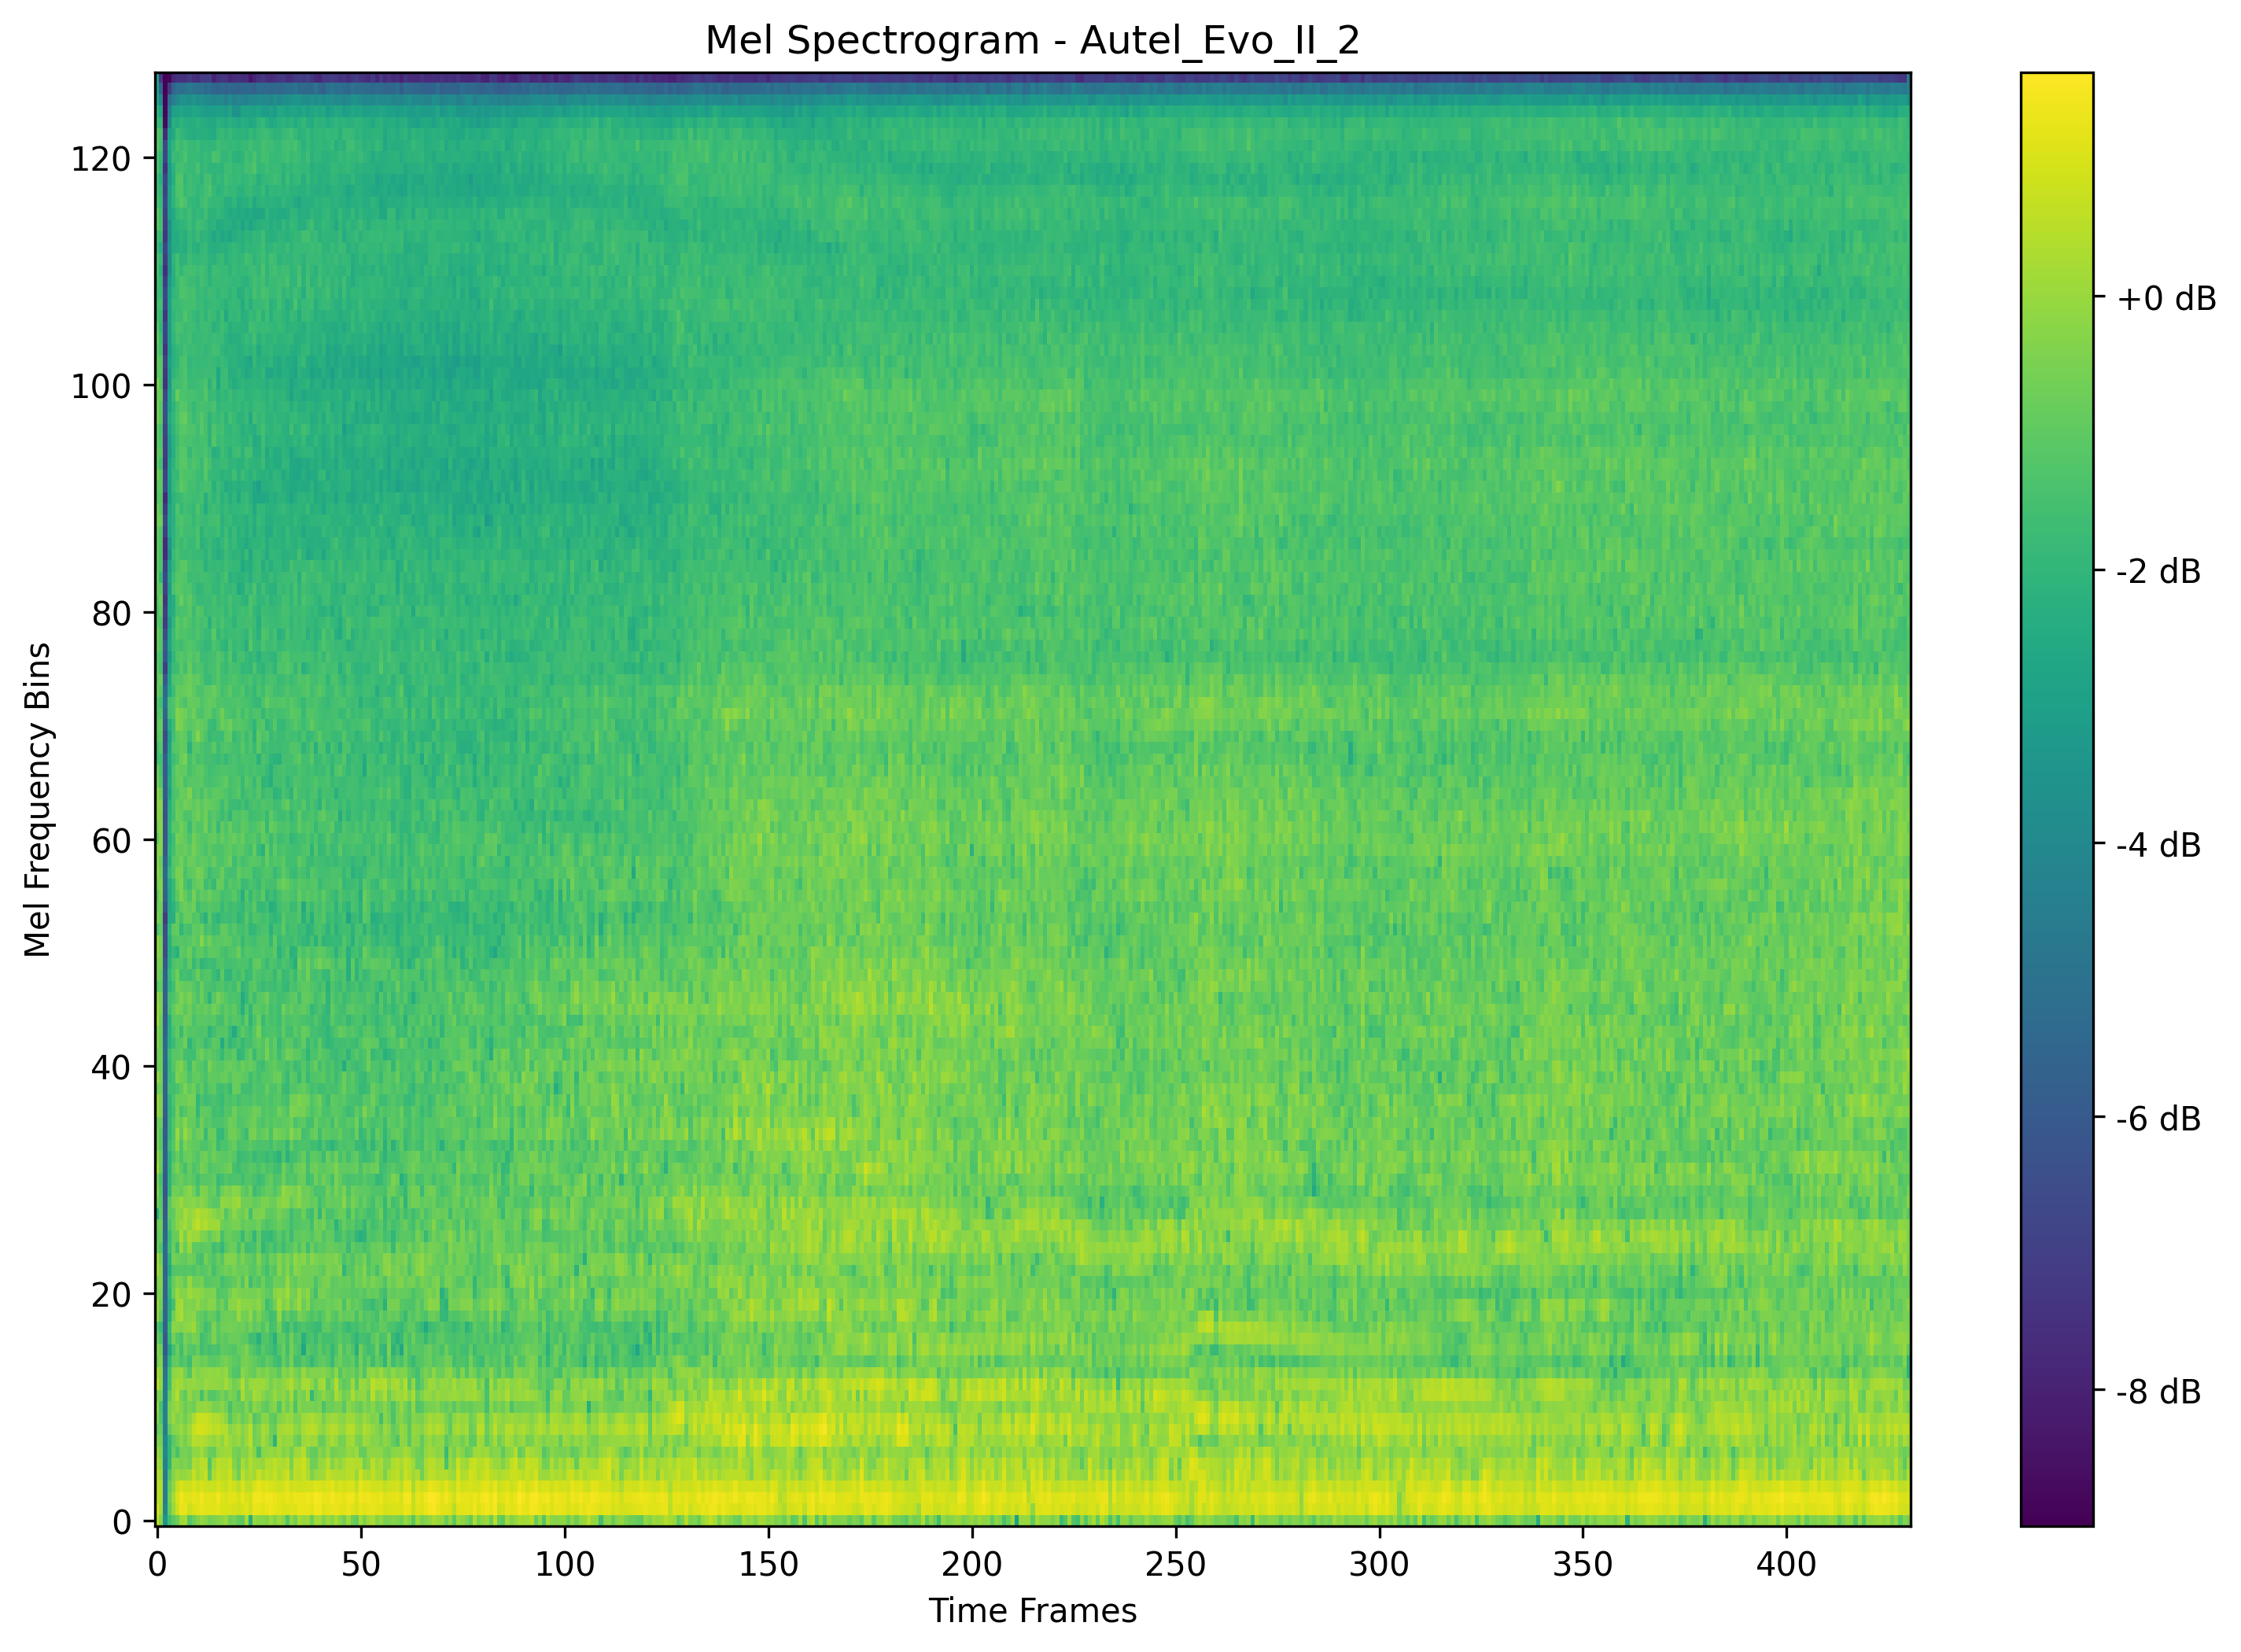 Mel Spectrogram - Autel_Evo_II_2
Mel Frequency Bins
120
100
80
60
40
20
0
0 50 100 150 200 250 300 350 400
Time Frames
+0 dB
-2 dB
-4 dB
-6 dB
-8 dB